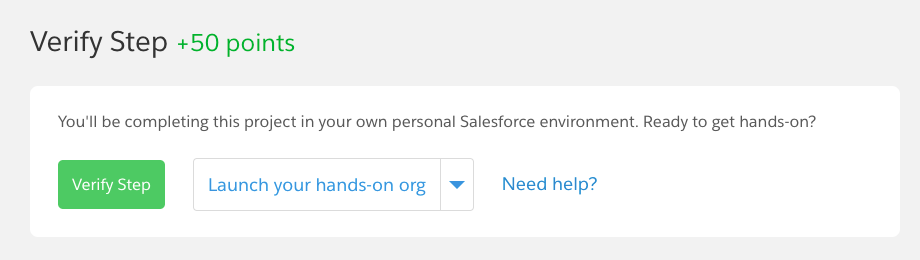 Verify Step +50 points
You'll be completing this project in your own personal Salesforce environment. Ready to get hands-on?
Verify Step Launch your hands-on org Need help?